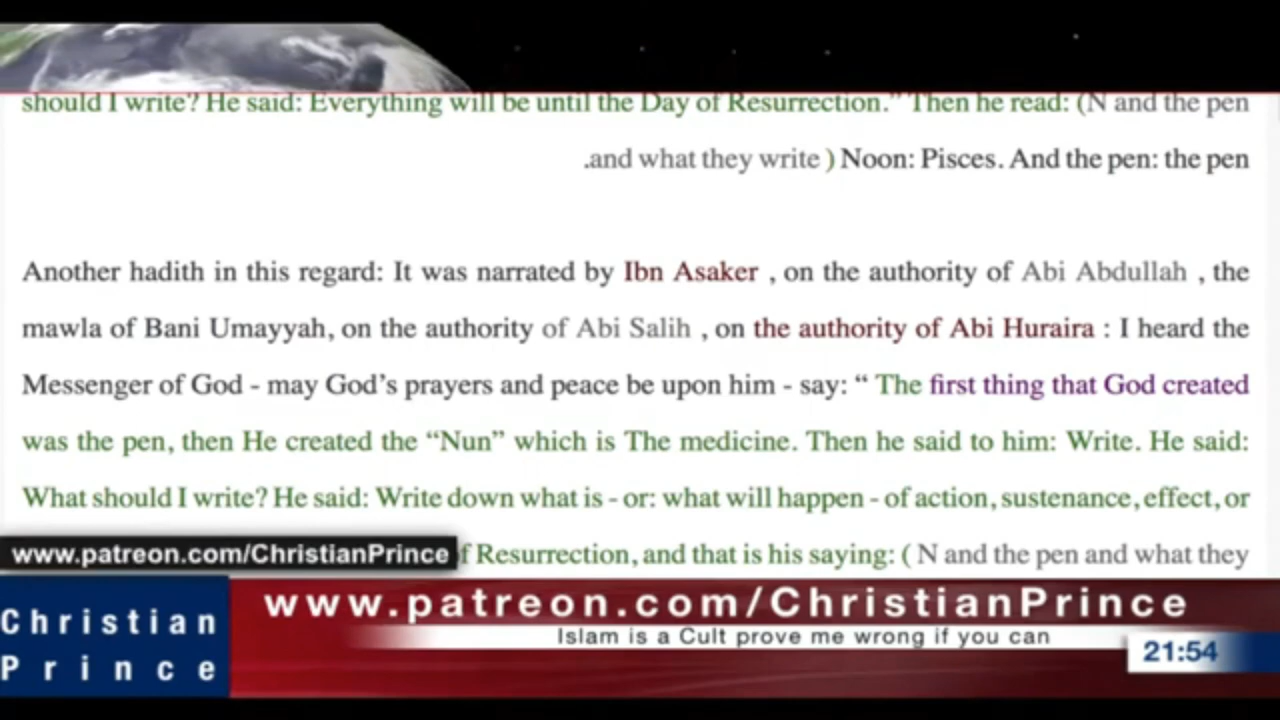 should I write? He said: Everything will be until the Day of Resurrection." Then he read: (N and the pen
.and what they write ) Noon: Pisces. And the pen: the pen
Another hadith in this regard: It was narrated by Ibn Asaker , on the authority of Abi Abdullah , the
mawla of Bani Umayyah, on the authority of Abi Salih , on the authority of Abi Huraira : I heard the
Messenger of God - may God's prayers and peace be upon him - say: “ The first thing that God created
was the pen, then He created the “Nun” which is The medicine. Then he said to him: Write. He said:
What should I write? He said: Write down what is - or: what will happen - of action, sustenance, effect, or
www.patreon.com/ChristianPrince
f Resurrection, and that is his saying: ( N and the pen and what they
www.patreon.com/ChristianPrince
Islam is a Cult prove me wrong if you can
Christian
Prince
21:54